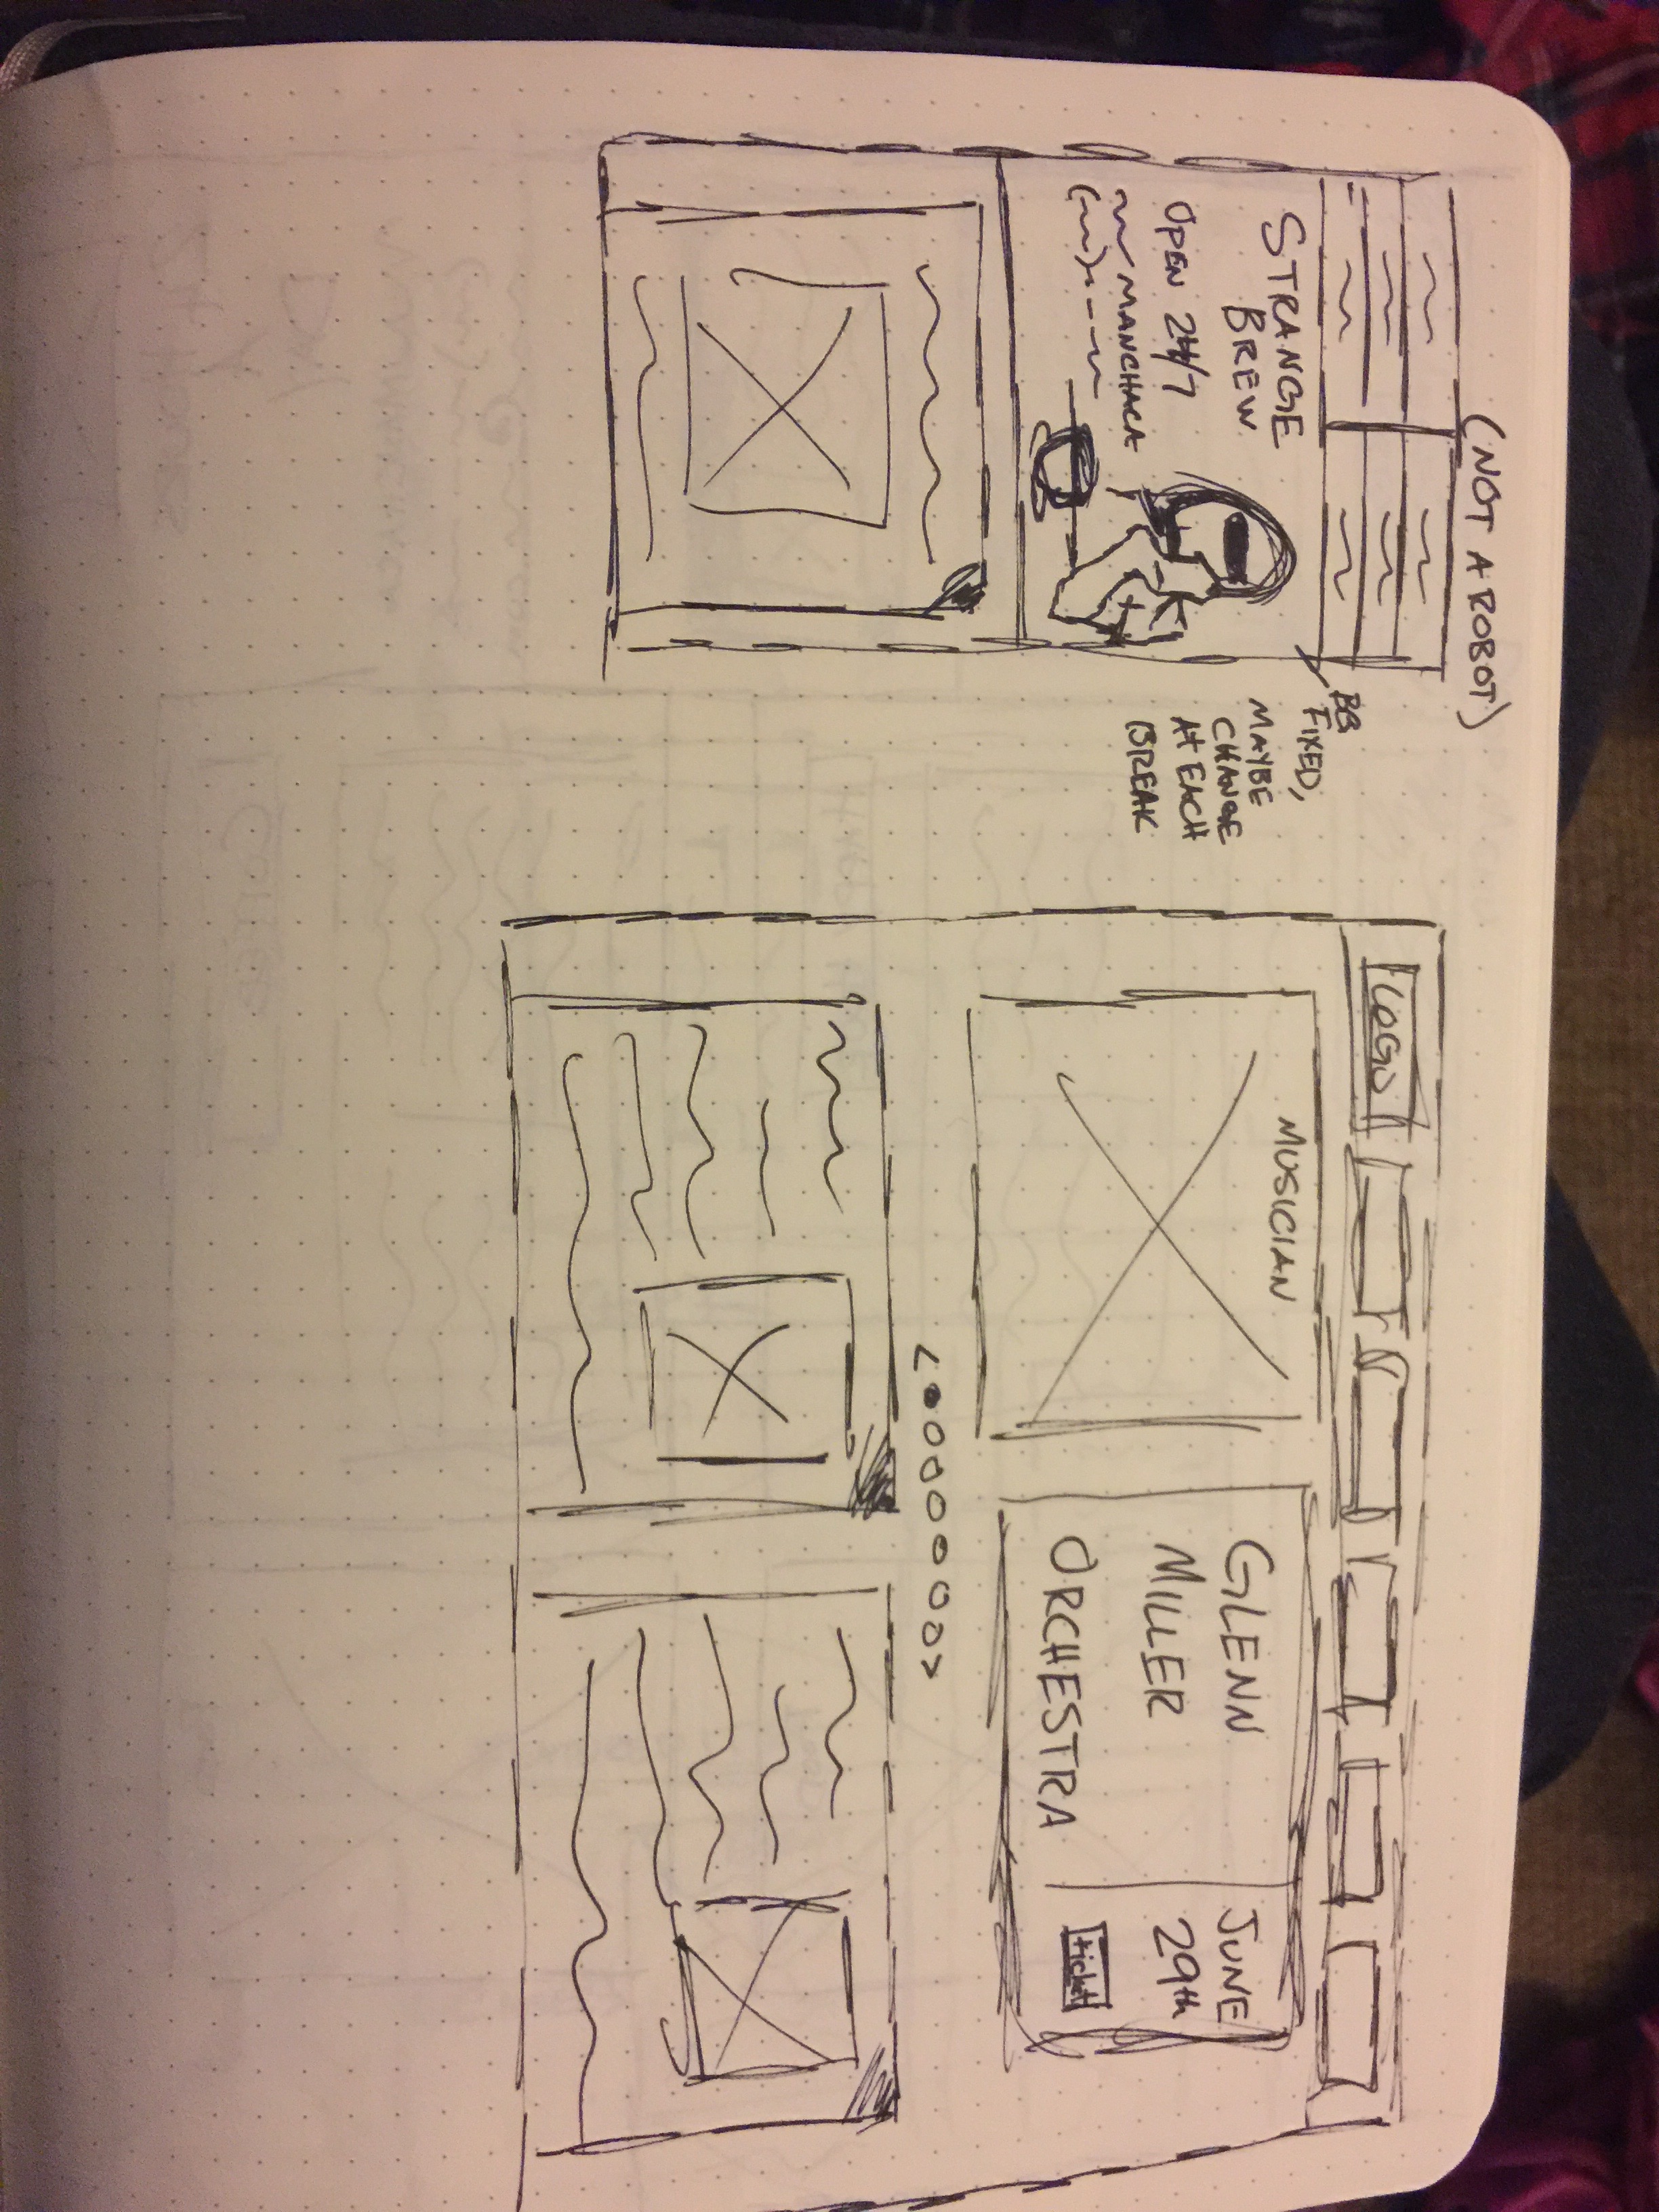 (NOT A ROBOT)
STRANGE
BREW
OPEN 24/7
MANCHACA
BG
FIXED,
MAYBE
CHANGE
At EACH
BREAK
LOGO
MUSICIAN
GLENN
MILLER
ORCHESTRA
JUNE
29th
ticket